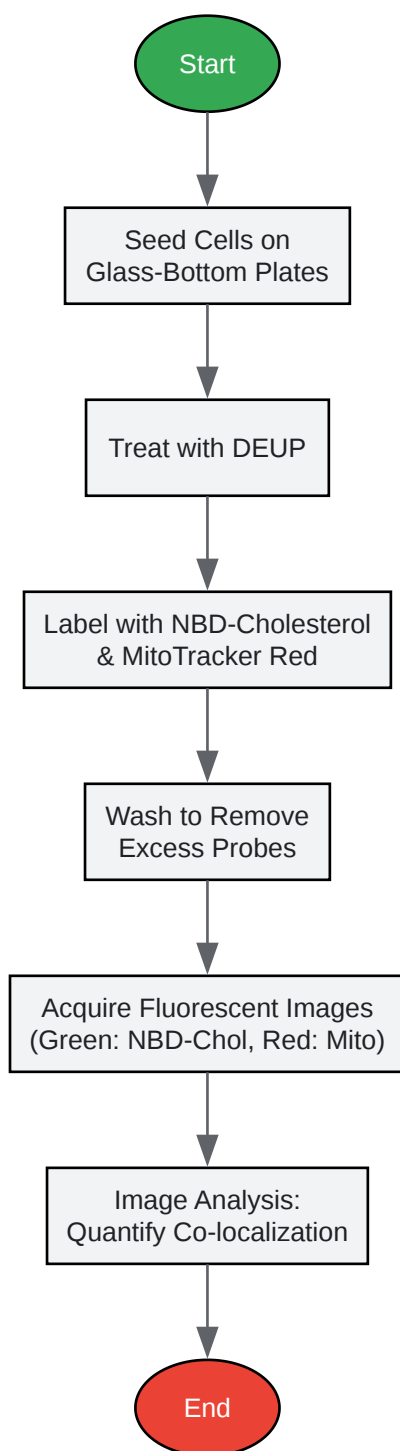 Start
Seed Cells on
Glass-Bottom Plates
Treat with DEUP
Label with NBD-Cholesterol
& MitoTracker Red
Wash to Remove
Excess Probes
Acquire Fluorescent Images
(Green: NBD-Chol, Red: Mito)
Image Analysis:
Quantify Co-localization
End